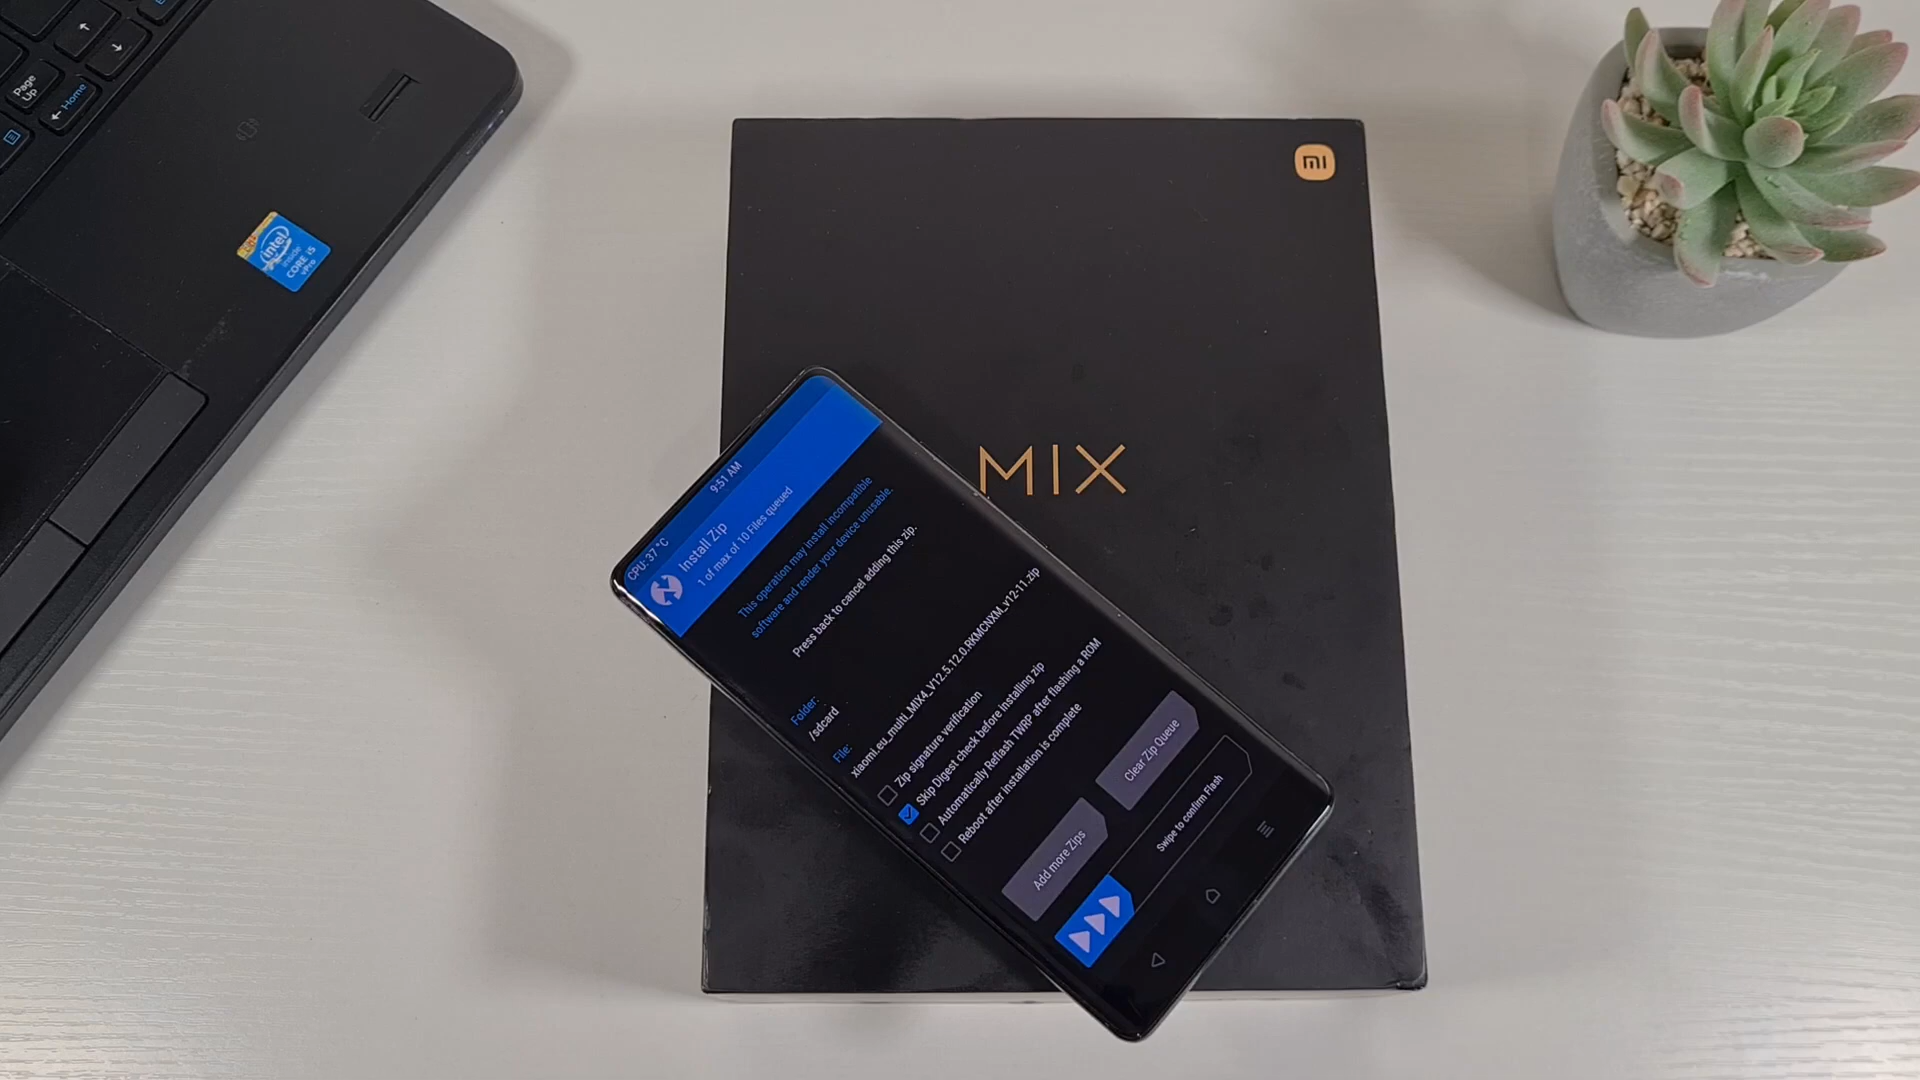 Page
Up
Home
intel
inside
CORE i5
vPro
mi
MIX
CPU: 37 °C
9:51 AM
Install Zip
1 of max of 10 Files queued
This operation may install incompatible
software and render your device unusable.
Press back to cancel adding this zip.
Folder:
/sdcard
File:
xiaomi.eu_multi_MIX4_V12.5.12.0.RKMCNXM_v12-11.zip
Zip signature verification
Skip Digest check before installing zip
Automatically Reflash TWRP after flashing a ROM
Reboot after installation is complete
Add more Zips
Clear Zip Queue
Swipe to confirm Flash